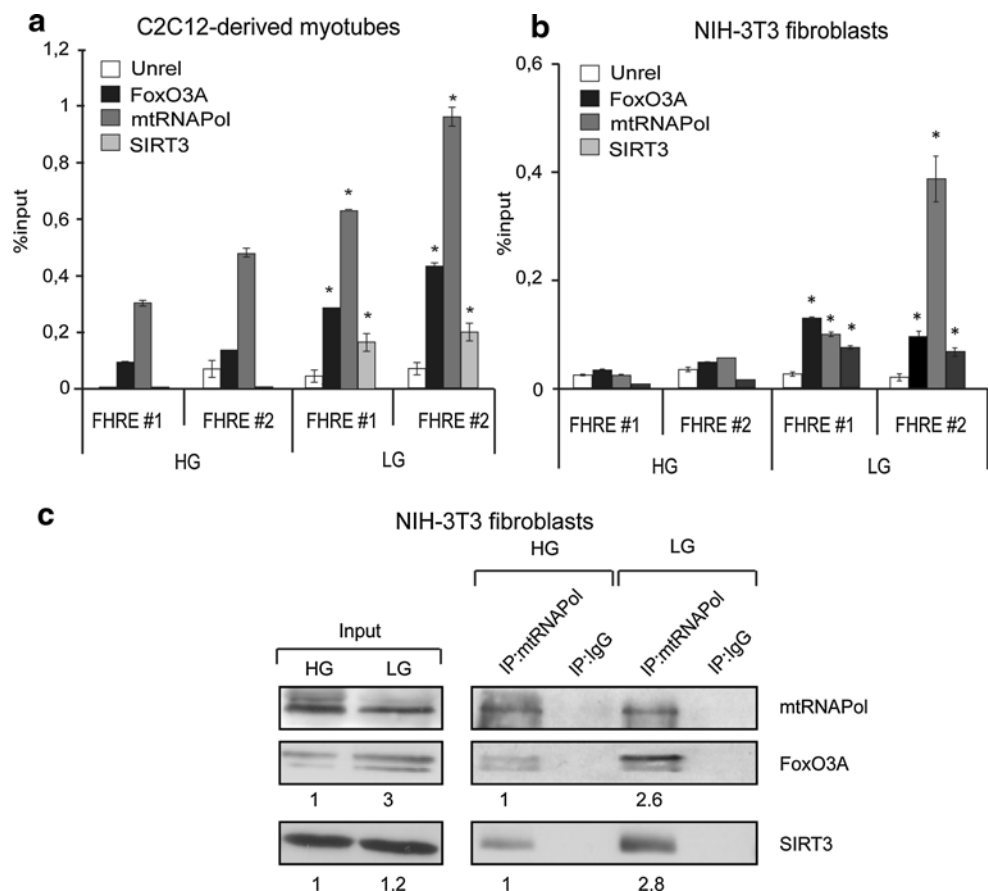 a
C2C12-derived myotubes
1,2
1
0,8
0,6
0,4
0,2
0
%input
Unrel
FoxO3A
mtRNAPol
SIRT3
*
*
*
*
*
*
FHRE #1
FHRE #2
FHRE #1
FHRE #2
HG
LG
b
NIH-3T3 fibroblasts
0,6
0,4
0,2
0
%input
Unrel
FoxO3A
mtRNAPol
SIRT3
*
*
*
*
*
*
FHRE #1
FHRE #2
FHRE #1
FHRE #2
HG
LG
c
NIH-3T3 fibroblasts
HG
LG
Input
HG
LG
IP:mtRNAPol
IP:IgG
IP:mtRNAPol
IP:IgG
mtRNAPol
FoxO3A
1
3
1
2.6
SIRT3
1
1.2
1
2.8